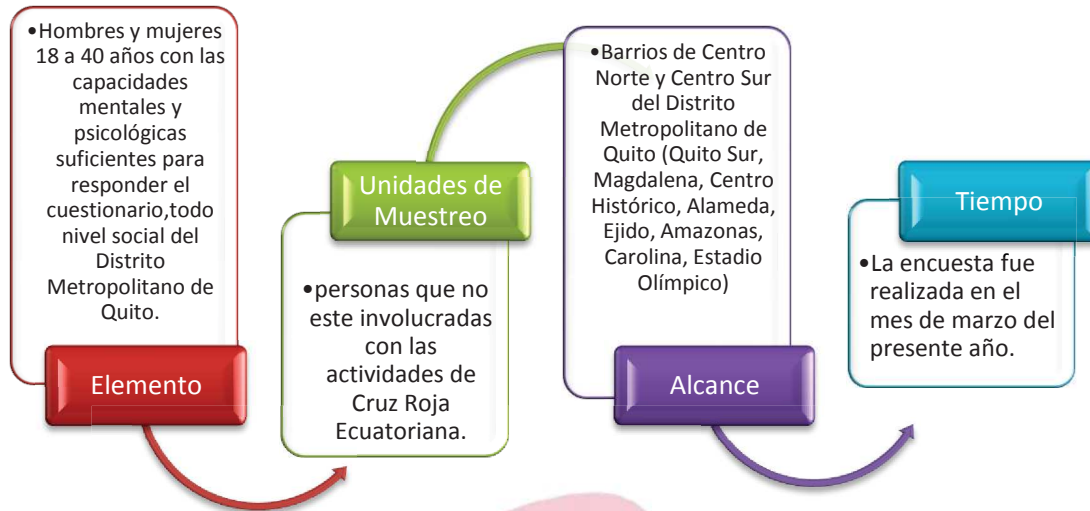 •Hombres y mujeres
18 a 40 años con las
capacidades
mentales y
psicológicas
suficientes para
responder el
cuestionario,todo
nivel social del
Distrito
Metropolitano de
Quito.
Elemento
Unidades de
Muestreo
•personas que no
este involucradas
con las
actividades de
Cruz Roja
Ecuatoriana.
•Barrios de Centro
Norte y Centro Sur
del Distrito
Metropolitano de
Quito (Quito Sur,
Magdalena, Centro
Histórico, Alameda,
Ejido, Amazonas,
Carolina, Estadio
Olímpico)
Alcance
Tiempo
•La encuesta fue
realizada en el
mes de marzo del
presente año.